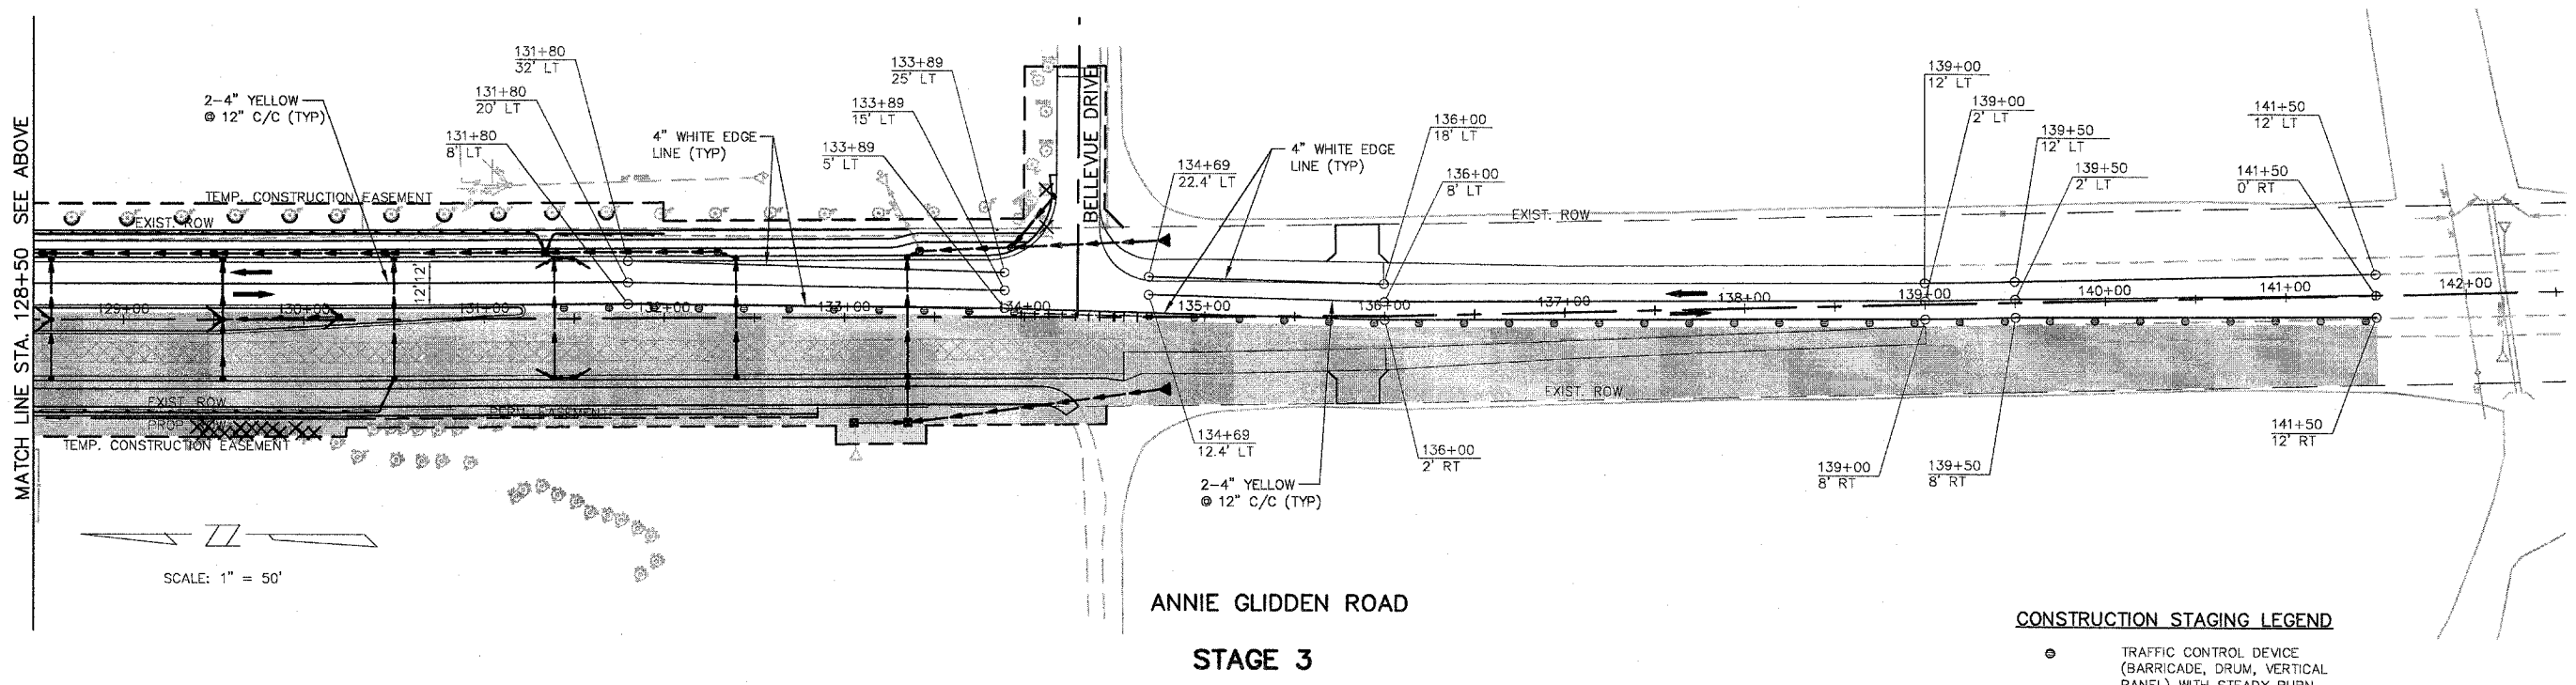 131+80
32' LT
133+89
25' LT
139+00
12' LT
2-4" YELLOW
@ 12" C/C (TYP)
131+80
20' LT
133+89
15' LT
139+00
2' LT
141+50
12' LT
131+80
8' LT
4" WHITE EDGE
LINE (TYP)
133+89
5' LT
BELLEVUE DRIVE
134+69
22.4' LT
4" WHITE EDGE
LINE (TYP)
136+00
18' LT
136+00
8' LT
139+50
12' LT
139+50
2' LT
141+50
0' RT
MATCH LINE STA. 128+50 SEE ABOVE
TEMP. CONSTRUCTION EASEMENT
EXIST. ROW
EXIST. ROW
12'
12'
129+00
130+00
131+00
132+00
133+00
134+00
135+00
136+00
137+00
138+00
139+00
140+00
141+00
142+00
EXIST. ROW
PERM. EASEMENT
EXIST. ROW
PROP. ROW
TEMP. CONSTRUCTION EASEMENT
134+69
12.4' LT
136+00
2' RT
139+00
8' RT
139+50
8' RT
141+50
12' RT
2-4" YELLOW
@ 12" C/C (TYP)
SCALE: 1" = 50'
ANNIE GLIDDEN ROAD
STAGE 3
CONSTRUCTION STAGING LEGEND
TRAFFIC CONTROL DEVICE
(BARRICADE, DRUM, VERTICAL
PANEL) WITH STEADY BURN